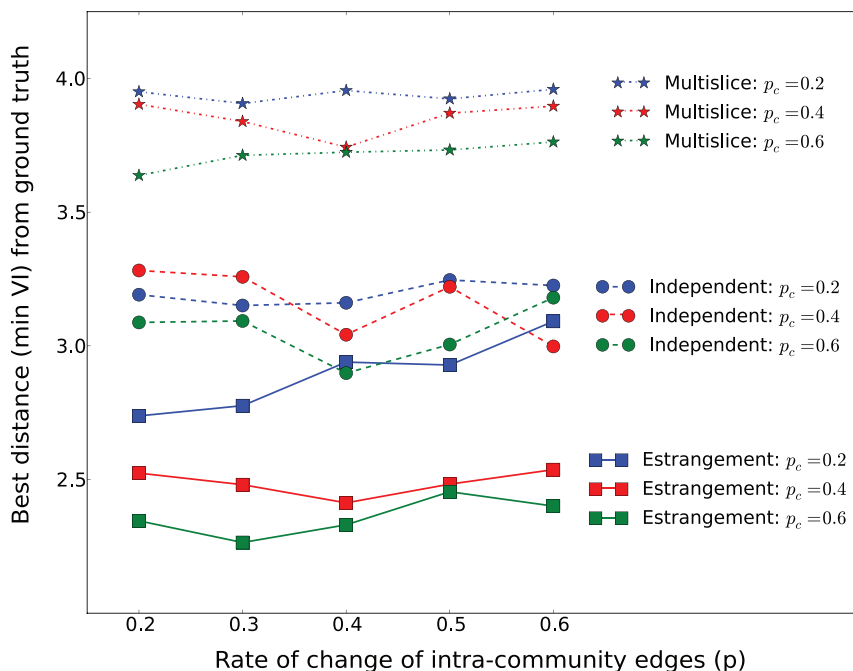 4.0
3.5
3.0
2.5
Best distance (min VI) from ground truth
Multislice: p_c = 0.2
Multislice: p_c = 0.4
Multislice: p_c = 0.6
Independent: p_c = 0.2
Independent: p_c = 0.4
Independent: p_c = 0.6
Estrangement: p_c = 0.2
Estrangement: p_c = 0.4
Estrangement: p_c = 0.6
0.2 0.3 0.4 0.5 0.6
Rate of change of intra-community edges (p)